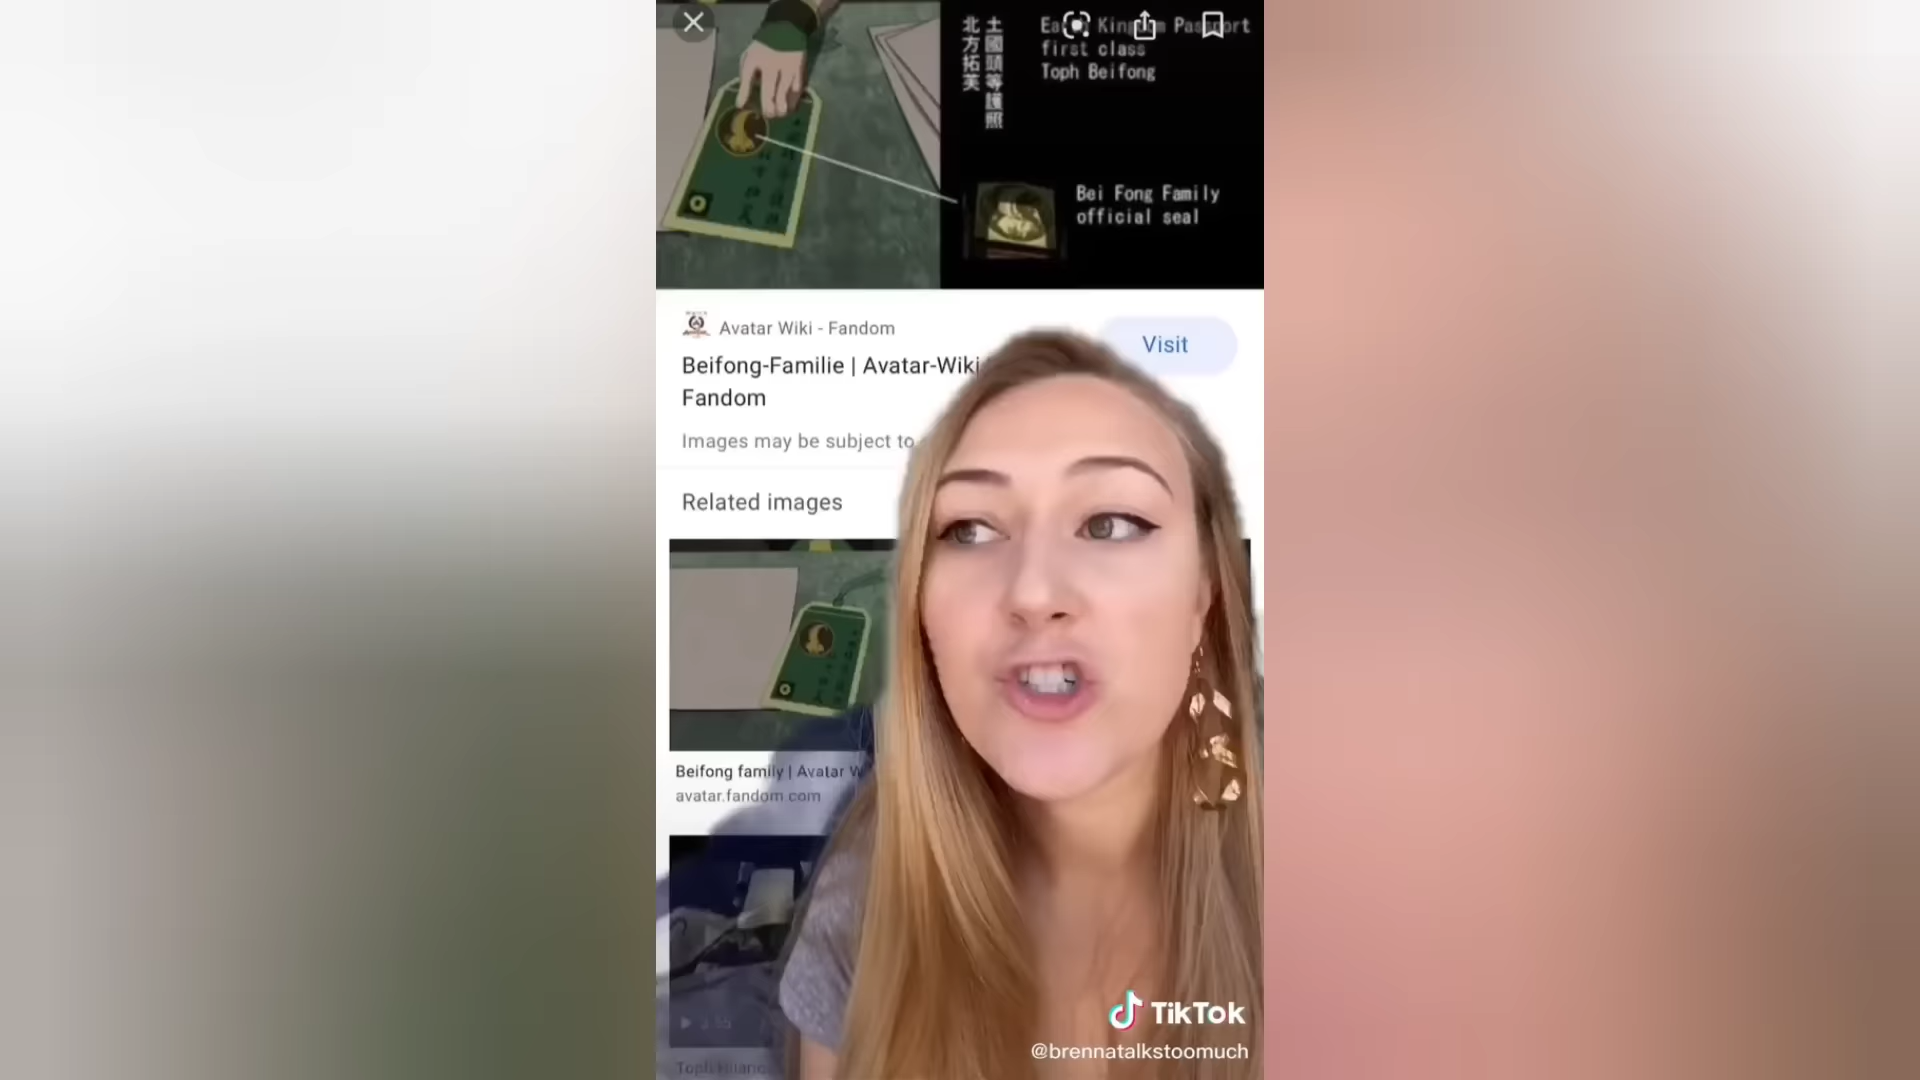 土國頭等護照
北方拓芙
Earth Kingdom Passport
first class
Toph Beifong
Bei Fong Family
official seal
Avatar Wiki - Fandom
Visit
Beifong-Familie | Avatar-Wiki
Fandom
Images may be subject to
Related images
Beifong family | Avatar W
avatar.fandom.com
TikTok
@brennatalkstoomuch